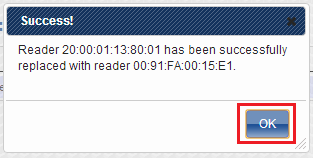 Success!
Reader 20:00:01:13:80:01 has been successfully
replaced with reader 00:91:FA:00:15:E1.
OK